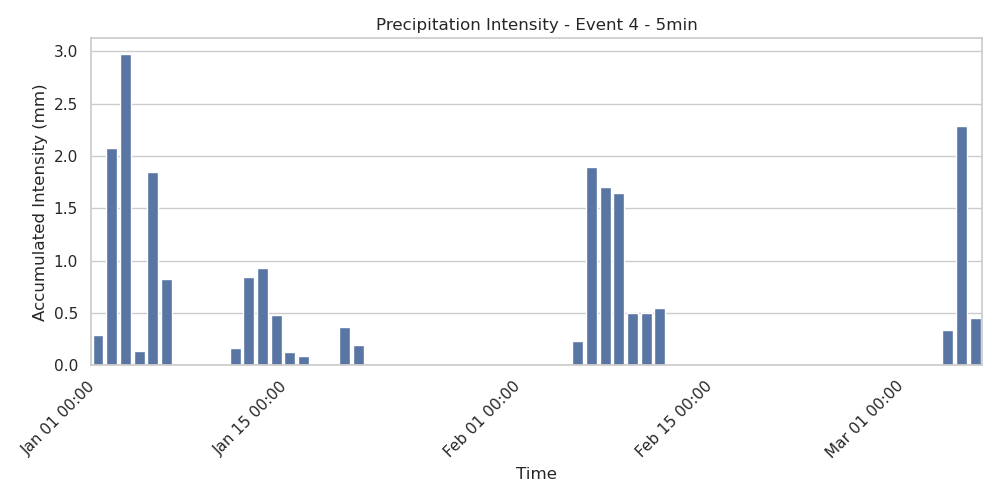 Precipitation Intensity - Event 4 - 5min
Accumulated Intensity (mm)
3.0
2.5
2.0
1.5
1.0
0.5
0.0
Jan 01 00:00
Jan 15 00:00
Feb 01 00:00
Feb 15 00:00
Mar 01 00:00
Time